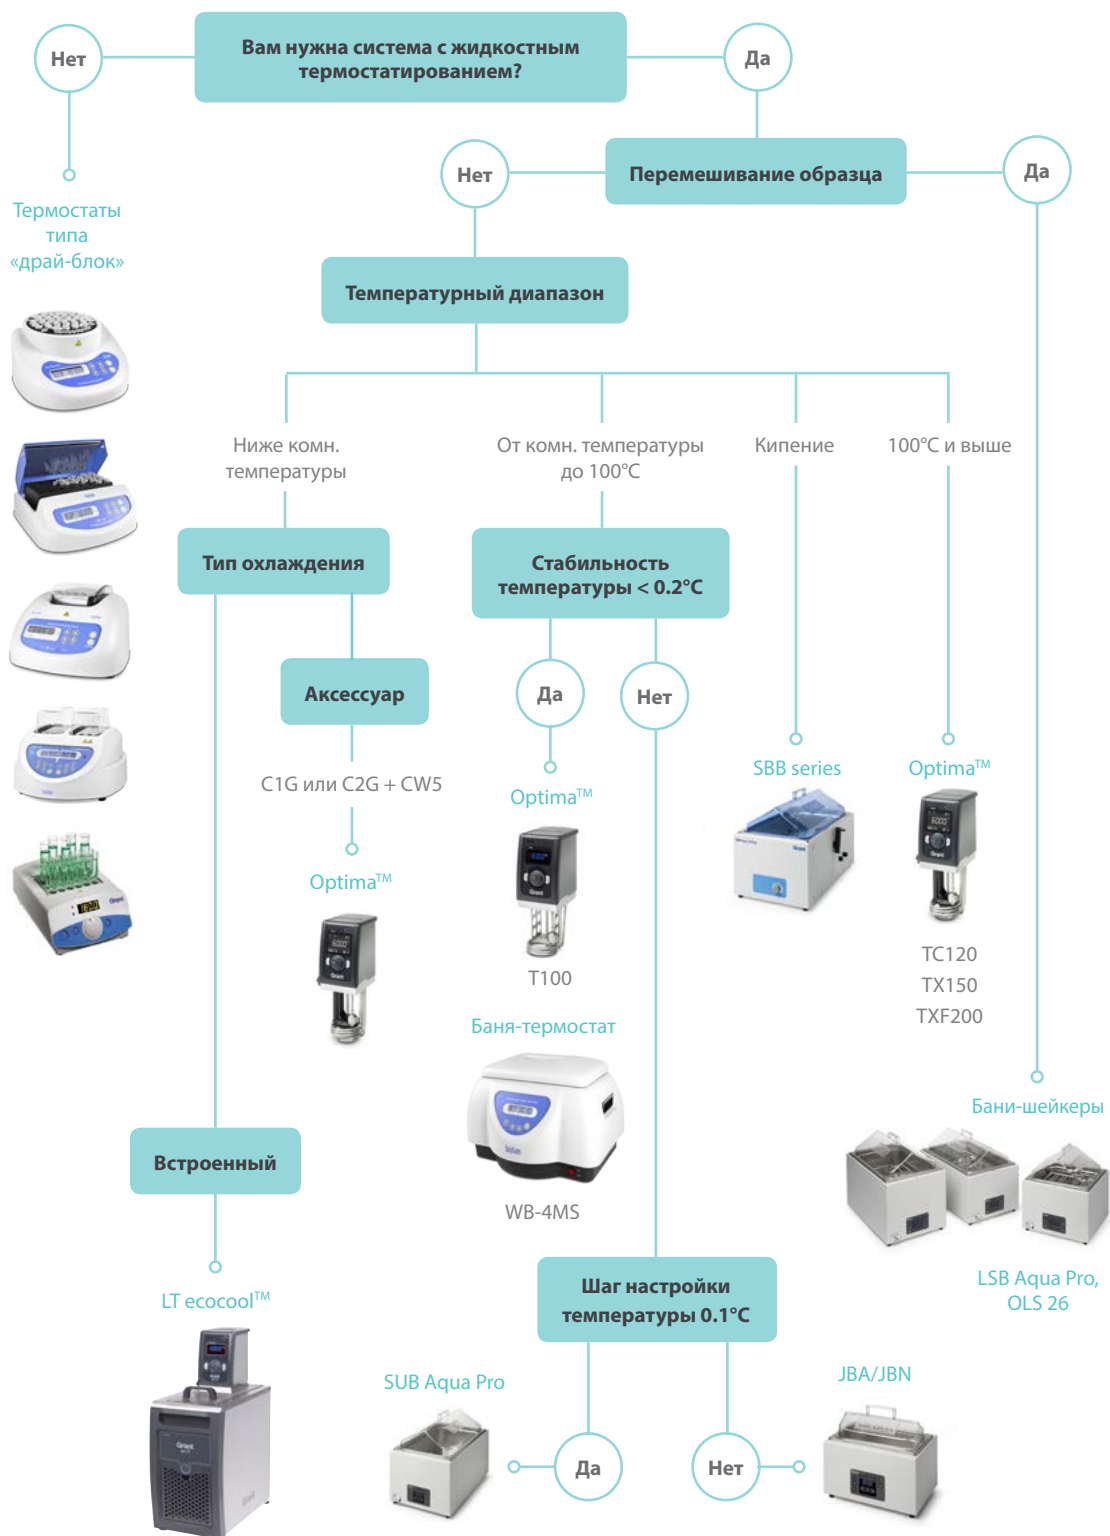 Нет
Вам нужна система с жидкостным
термостатированием?
Да
Нет
Перемешивание образца
Да
Термостаты
типа
«драй-блок»
Температурный диапазон
Ниже комн.
температуры
От комн. температуры
до 100°C
Кипение
100°C и выше
Тип охлаждения
Стабильность
температуры < 0.2°C
Аксессуар
Да
Нет
C1G или C2G + CW5
Optima™
SBB series
Optima™
Optima™
TC120
TX150
TXF200
T100
Баня-термостат
WB-4MS
Бани-шейкеры
LSB Aqua Pro,
OLS 26
Встроенный
LT ecocool™
Grant
Шаг настройки
температуры 0.1°C
SUB Aqua Pro
JBA/JBN
Да
Нет